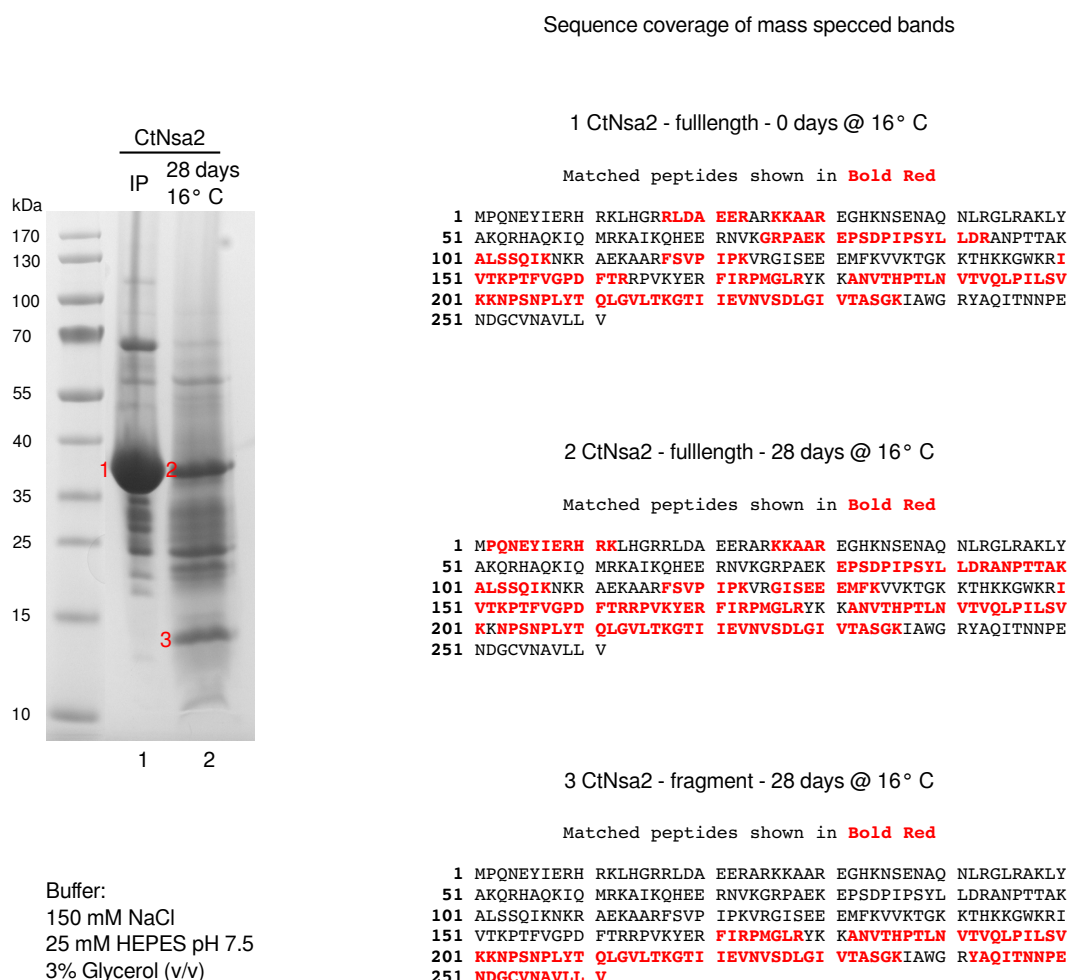 Sequence coverage of mass specced bands
CtNsa2
IP
28 days
16° C
kDa
170
130
100
70
55
40
35
25
15
10
1
2
3
1
2
Buffer:
150 mM NaCl
25 mM HEPES pH 7.5
3% Glycerol (v/v)
1 CtNsa2 - fulllength - 0 days @ 16° C
Matched peptides shown in Bold Red
1 MPQNEYIERH RKLHGRRLDA EERARKKAAR EGHKNSENAQ NLRGLRAKLY
51 AKQRHAQKIQ MRKAIKQHEE RNVKGRPAEK EPSDPIPSYL LDRANPTTAK
101 ALSSQIKNKR AEKAARFSVP IPKVRGISEE EMFKVVKTGK KTHKKGWKRI
151 VTKPTFVGPD FTRRPVKYER FIRPMGLRYK KANVTHPTLN VTVQLPILSV
201 KKNPSNPLYT QLGVLTKGTI IEVNVSDLGI VTASGKIAWG RYAQITNNPE
251 NDGCVNAVLL V
2 CtNsa2 - fulllength - 28 days @ 16° C
Matched peptides shown in Bold Red
1 MPQNEYIERH RKLHGRRLDA EERARKKAAR EGHKNSENAQ NLRGLRAKLY
51 AKQRHAQKIQ MRKAIKQHEE RNVKGRPAEK EPSDPIPSYL LDRANPTTAK
101 ALSSQIKNKR AEKAARFSVP IPKVRGISEE EMFKVVKTGK KTHKKGWKRI
151 VTKPTFVGPD FTRRPVKYER FIRPMGLRYK KANVTHPTLN VTVQLPILSV
201 KKNPSNPLYT QLGVLTKGTI IEVNVSDLGI VTASGKIAWG RYAQITNNPE
251 NDGCVNAVLL V
3 CtNsa2 - fragment - 28 days @ 16° C
Matched peptides shown in Bold Red
1 MPQNEYIERH RKLHGRRLDA EERARKKAAR EGHKNSENAQ NLRGLRAKLY
51 AKQRHAQKIQ MRKAIKQHEE RNVKGRPAEK EPSDPIPSYL LDRANPTTAK
101 ALSSQIKNKR AEKAARFSVP IPKVRGISEE EMFKVVKTGK KTHKKGWKRI
151 VTKPTFVGPD FTRRPVKYER FIRPMGLRYK KANVTHPTLN VTVQLPILSV
201 KKNPSNPLYT QLGVLTKGTI IEVNVSDLGI VTASGKIAWG RYAQITNNPE
251 NDGCVNAVLL V